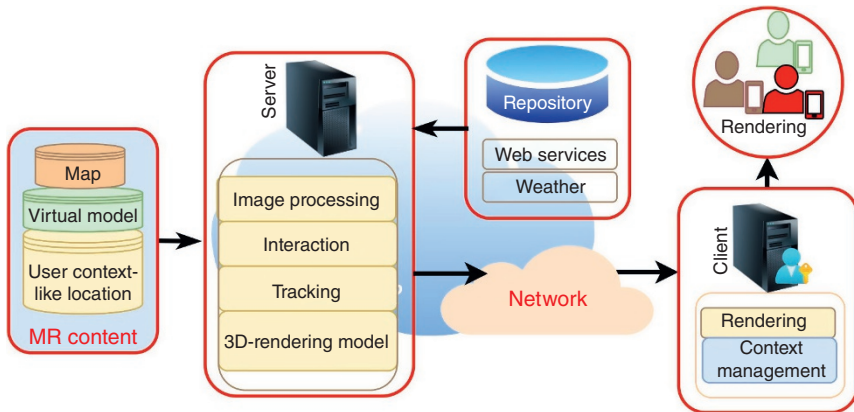 Map
Virtual model
User context-
like location
MR content
Server
Image processing
Interaction
Tracking
3D-rendering model
Repository
Web services
Weather
Network
Client
Rendering
Context
management
Rendering